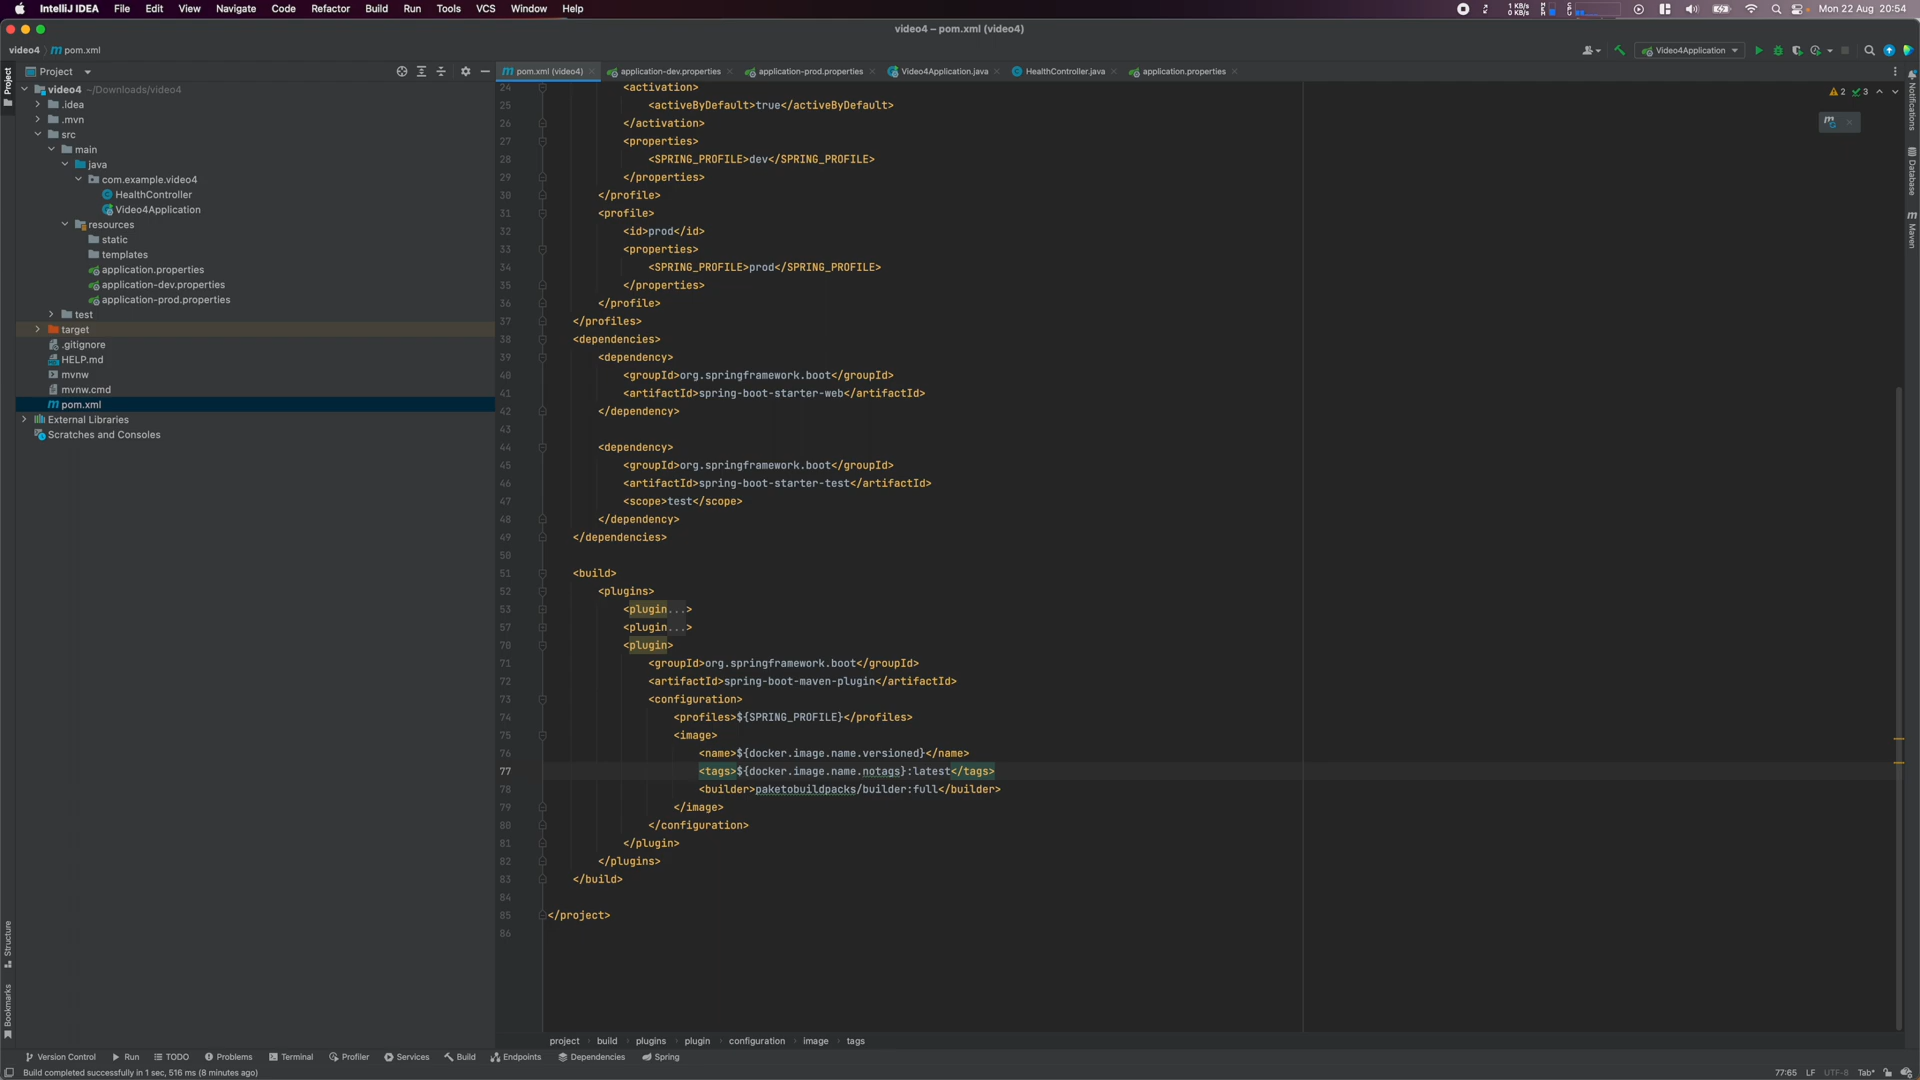 IntelliJ IDEA File Edit View Navigate Code Refactor Build Run Tools VCS Window Help
1 KB/s
0 KB/s
Mon 22 Aug 20:54
video4 – pom.xml (video4)
video4 pom.xml
Video4Application
Project
pom.xml (video4) application-dev.properties application-prod.properties Video4Application.java HealthController.java application.properties
2 3
Project
Structure
Bookmarks
Notifications
Database
Maven
video4 ~/Downloads/video4
.idea
.mvn
src
main
java
com.example.video4
HealthController
Video4Application
resources
static
templates
application.properties
application-dev.properties
application-prod.properties
test
target
.gitignore
HELP.md
mvnw
mvnw.cmd
pom.xml
External Libraries
Scratches and Consoles
24 <activation>
25 <activeByDefault>true</activeByDefault>
26 </activation>
27 <properties>
28 <SPRING_PROFILE>dev</SPRING_PROFILE>
29 </properties>
30 </profile>
31 <profile>
32 <id>prod</id>
33 <properties>
34 <SPRING_PROFILE>prod</SPRING_PROFILE>
35 </properties>
36 </profile>
37 </profiles>
38 <dependencies>
39 <dependency>
40 <groupId>org.springframework.boot</groupId>
41 <artifactId>spring-boot-starter-web</artifactId>
42 </dependency>
43
44 <dependency>
45 <groupId>org.springframework.boot</groupId>
46 <artifactId>spring-boot-starter-test</artifactId>
47 <scope>test</scope>
48 </dependency>
49 </dependencies>
50
51 <build>
52 <plugins>
53 <plugin...>
57 <plugin...>
70 <plugin>
71 <groupId>org.springframework.boot</groupId>
72 <artifactId>spring-boot-maven-plugin</artifactId>
73 <configuration>
74 <profiles>${SPRING_PROFILE}</profiles>
75 <image>
76 <name>${docker.image.name.versioned}</name>
77 <tags>${docker.image.name.notags}:latest</tags>
78 <builder>paketobuildpacks/builder:full</builder>
79 </image>
80 </configuration>
81 </plugin>
82 </plugins>
83 </build>
84
85 </project>
86
project build plugins plugin configuration image tags
Version Control Run TODO Problems Terminal Profiler Services Build Endpoints Dependencies Spring
Build completed successfully in 1 sec, 516 ms (8 minutes ago)
77:65 LF UTF-8 Tab*